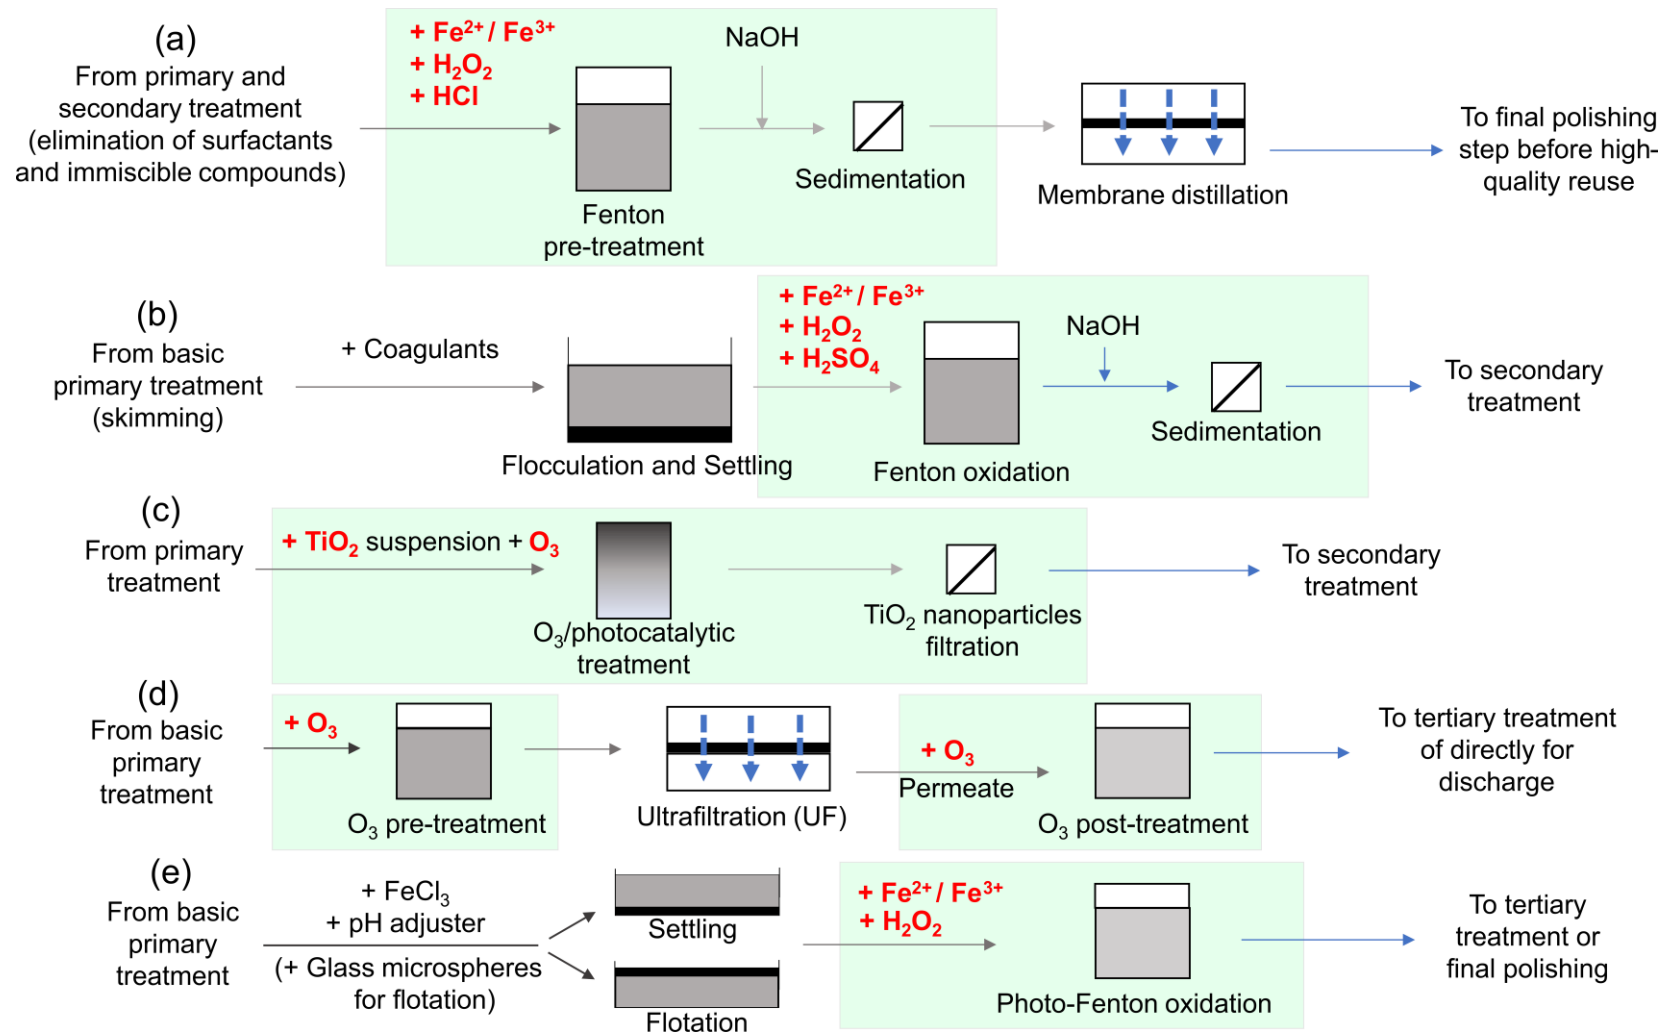 (a)
From primary and
secondary treatment
(elimination of surfactants
and immiscible compounds)
+ Fe²⁺ / Fe³⁺
+ H₂O₂
+ HCl
Fenton
pre-treatment
NaOH
Sedimentation
Membrane distillation
To final polishing
step before high-
quality reuse
(b)
From basic
primary treatment
(skimming)
+ Coagulants
Flocculation and Settling
+ Fe²⁺ / Fe³⁺
+ H₂O₂
+ H₂SO₄
Fenton oxidation
NaOH
Sedimentation
To secondary
treatment
(c)
From primary
treatment
+ TiO₂ suspension + O₃
O₃/photocatalytic
treatment
TiO₂ nanoparticles
filtration
To secondary
treatment
(d)
From basic
primary
treatment
+ O₃
O₃ pre-treatment
Ultrafiltration (UF)
+ O₃
Permeate
O₃ post-treatment
To tertiary treatment
of directly for
discharge
(e)
From basic
primary
treatment
+ FeCl₃
+ pH adjuster
(+ Glass microspheres
for flotation)
Settling
Flotation
+ Fe²⁺ / Fe³⁺
+ H₂O₂
Photo-Fenton oxidation
To tertiary
treatment or
final polishing